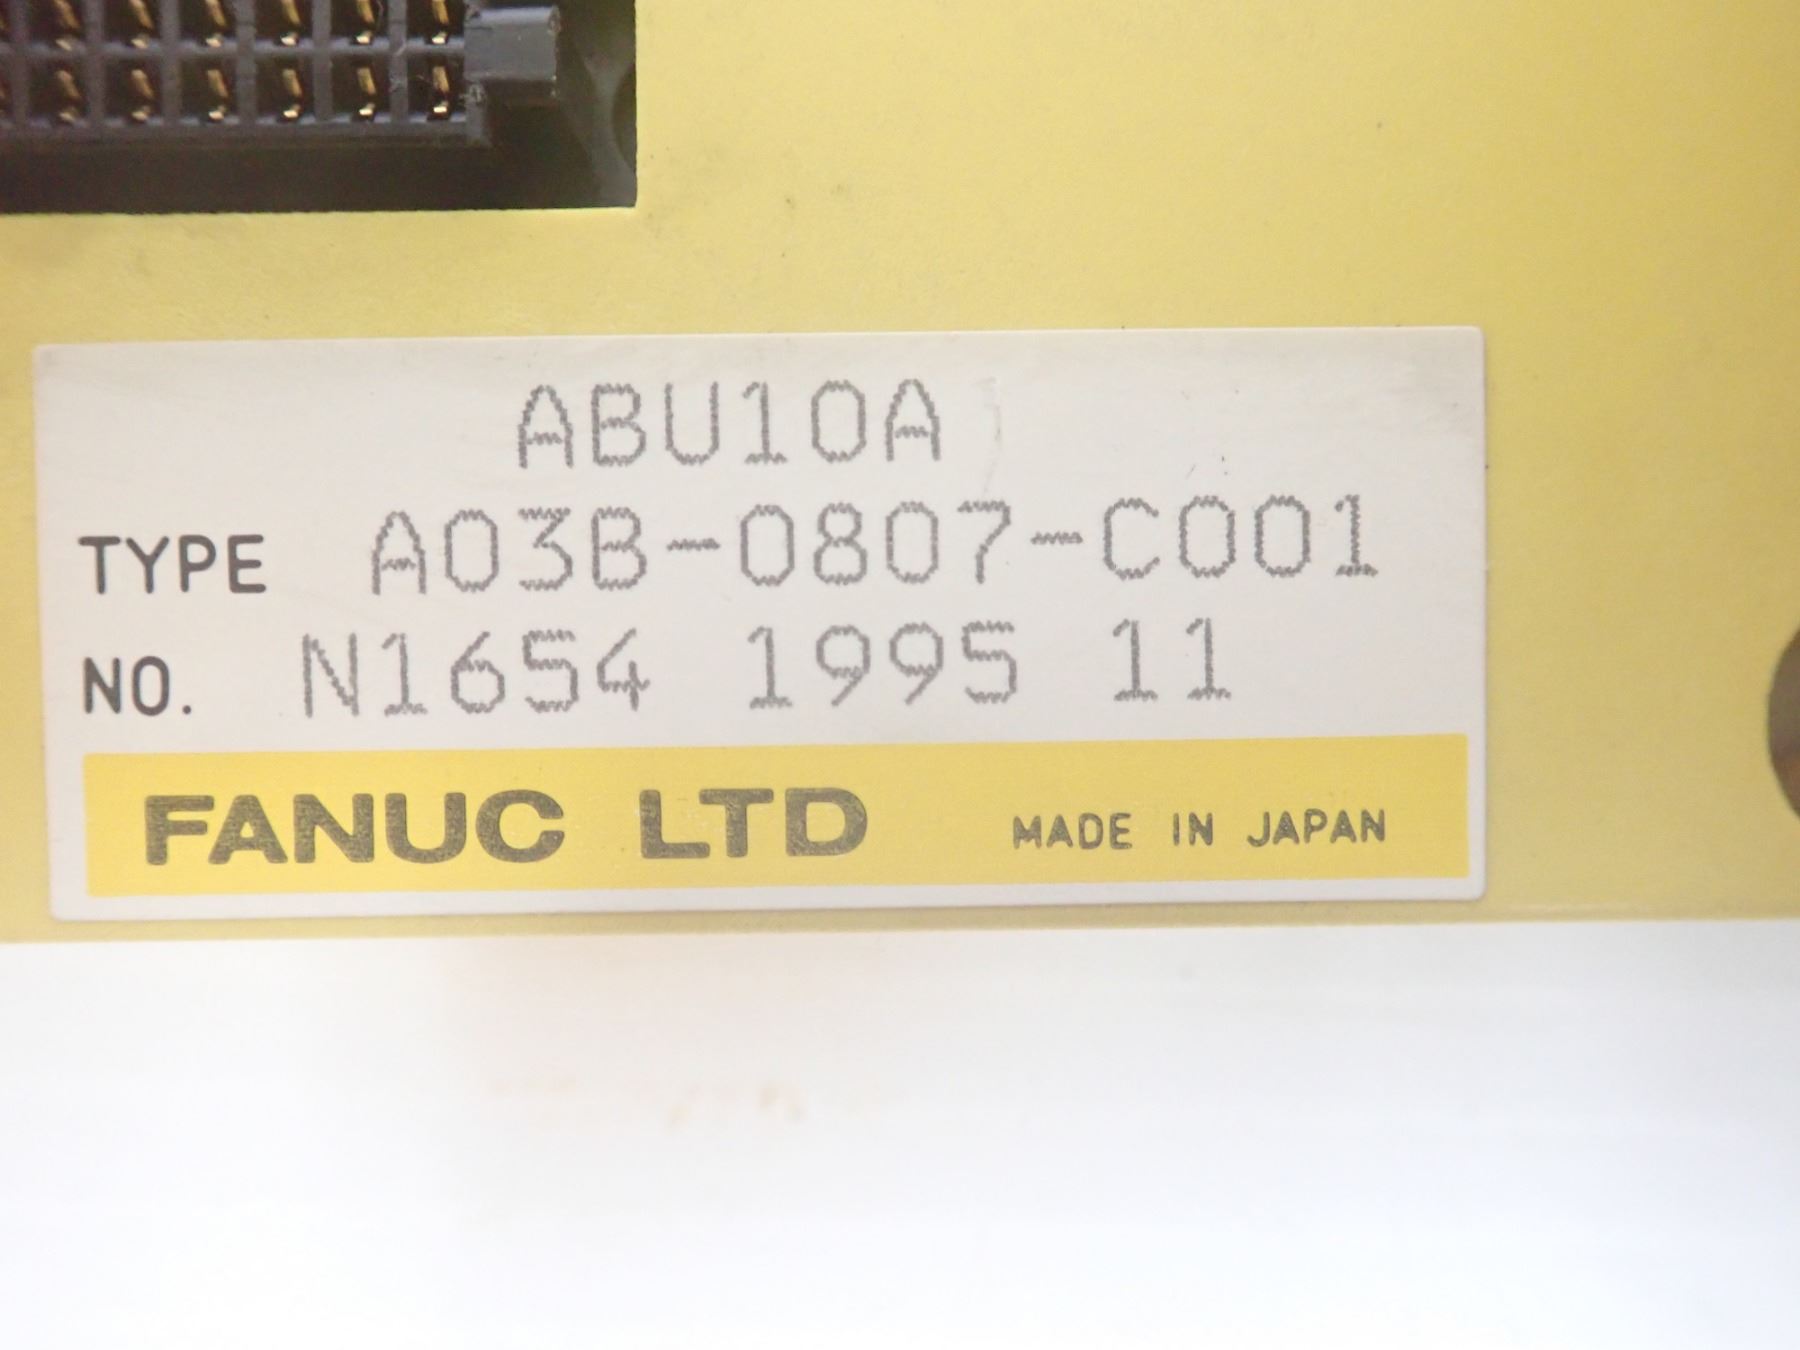 ABU10A
TYPE A03B-0807-C001
NO. N1654 1995 11
FANUC LTD MADE IN JAPAN